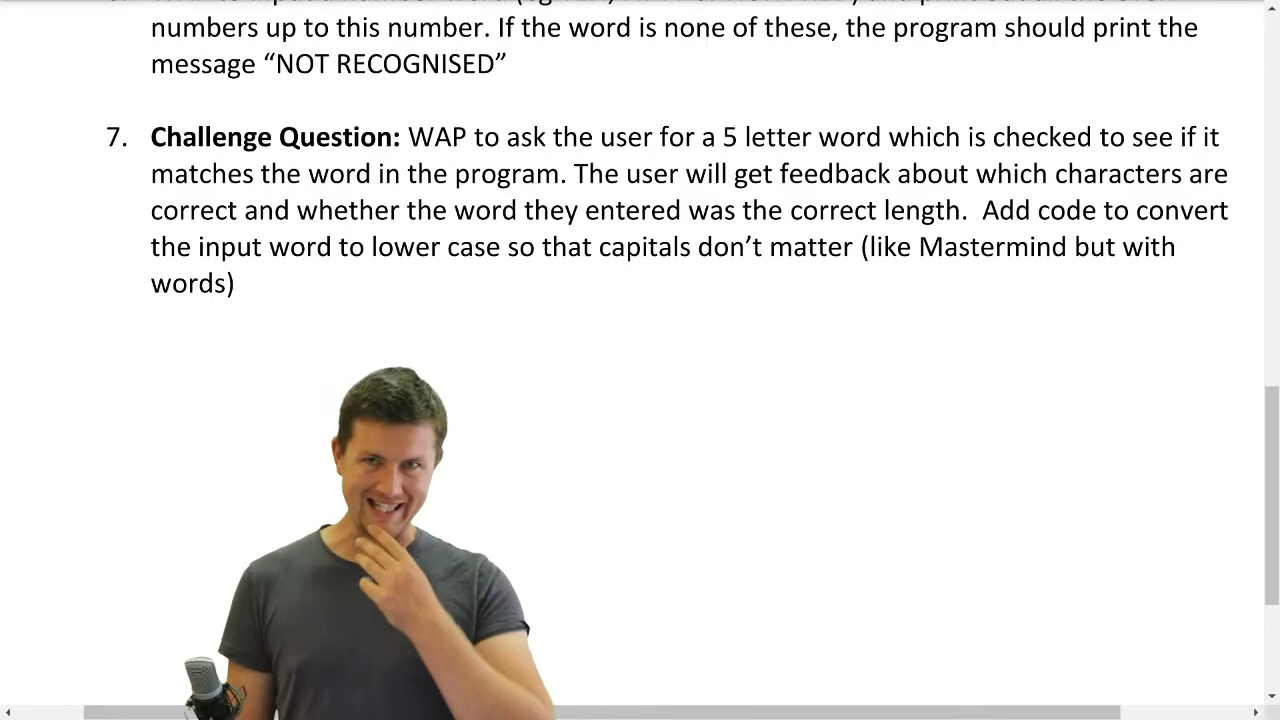 numbers up to this number. If the word is none of these, the program should print the
message “NOT RECOGNISED”
7. Challenge Question: WAP to ask the user for a 5 letter word which is checked to see if it
matches the word in the program. The user will get feedback about which characters are
correct and whether the word they entered was the correct length. Add code to convert
the input word to lower case so that capitals don’t matter (like Mastermind but with
words)